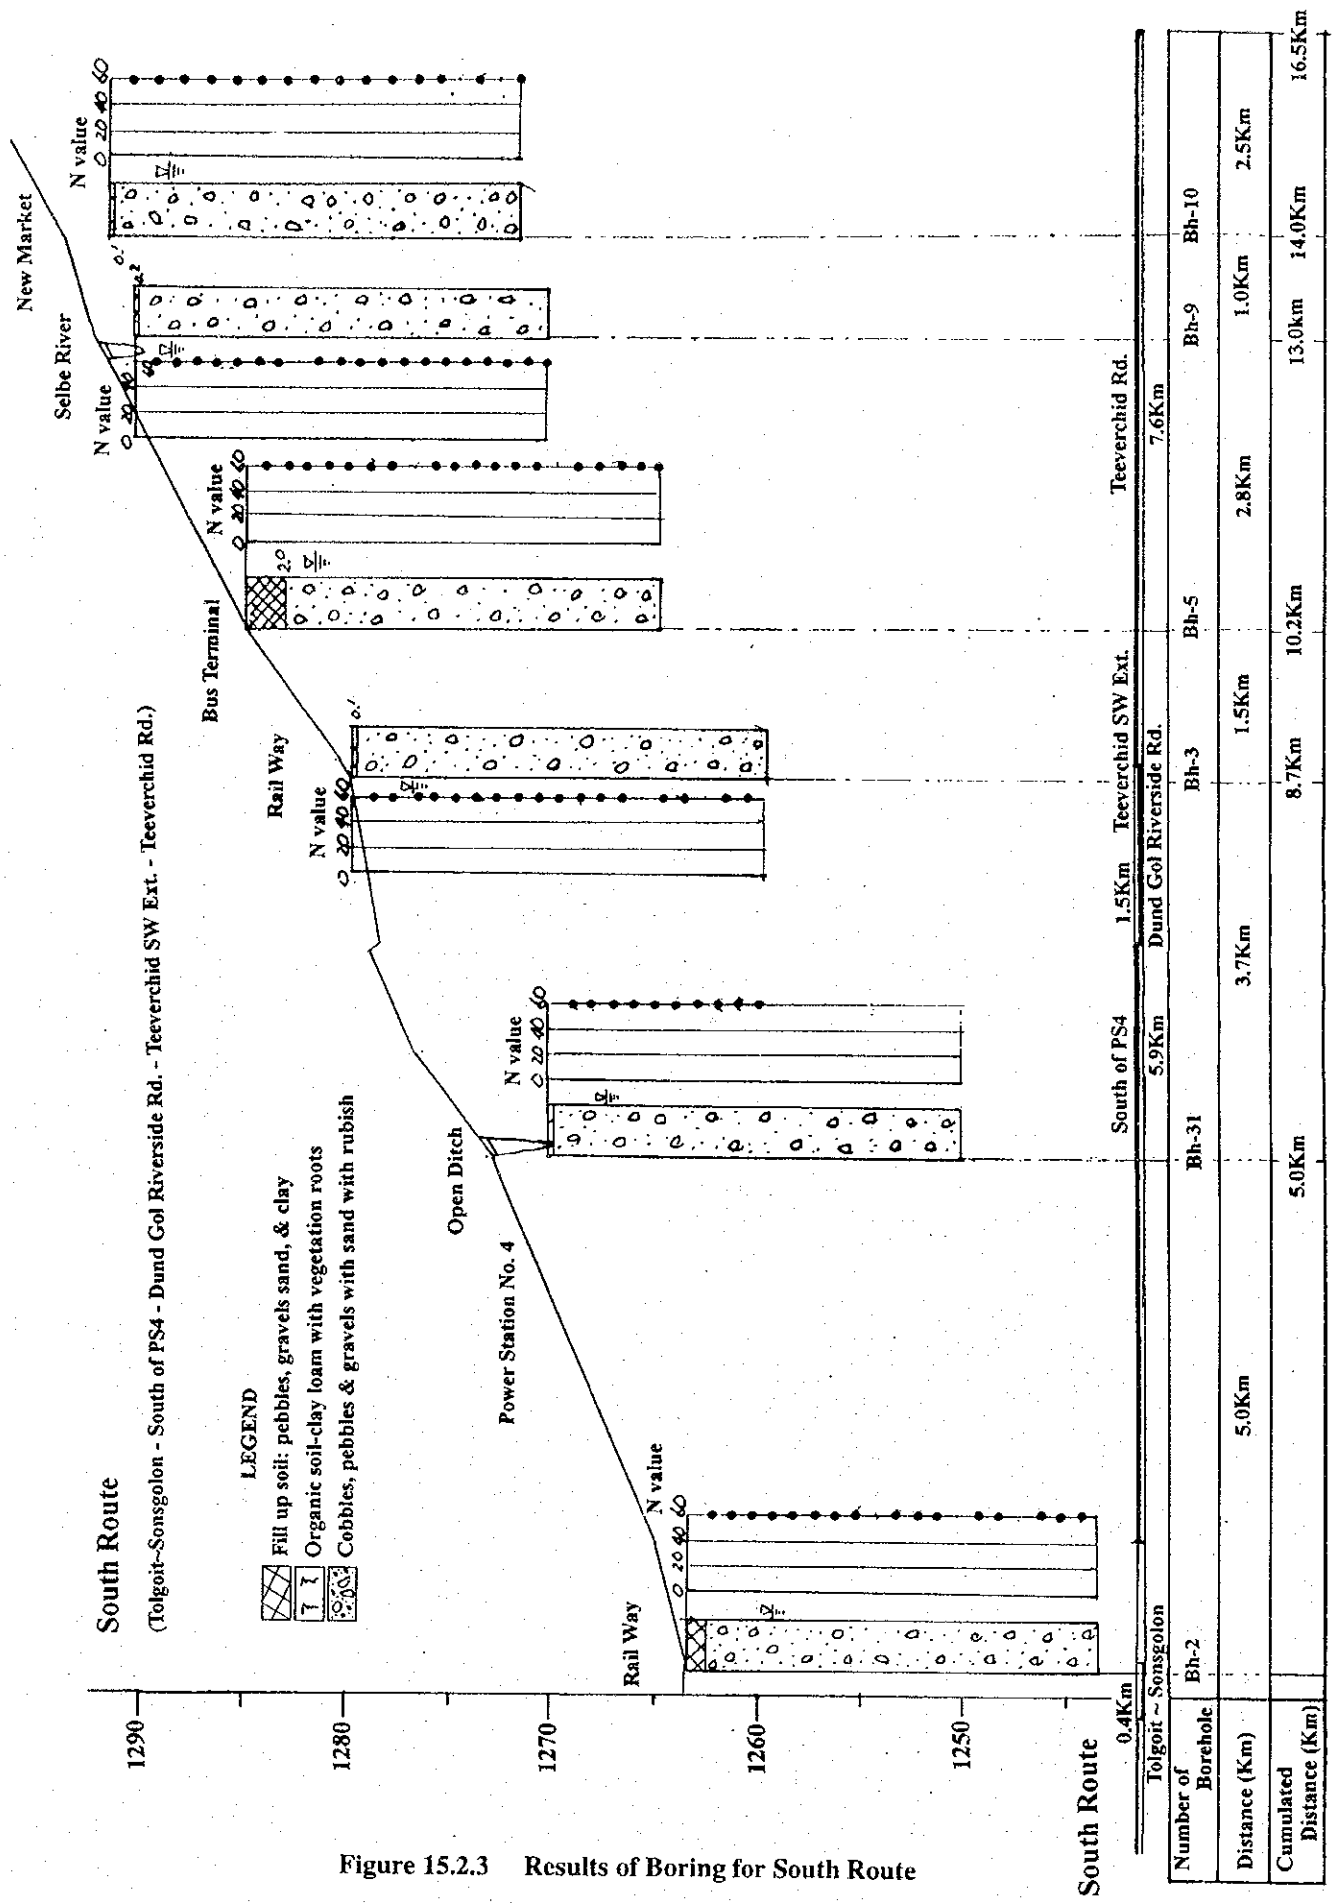 South Route
(Tolgoit~Sonsgolon - South of PS4 - Dund Gol Riverside Rd. - Teeverchid SW Ext. - Teeverchid Rd.)
LEGEND
Fill up soil: pebbles, gravels sand, & clay
Organic soil-clay loam with vegetation roots
Cobbles, pebbles & gravels with sand with rubish
1290
1280
1270
1260
1250
Rail Way
Power Station No. 4
Open Ditch
Rail Way
Bus Terminal
Selbe River
New Market
N value
0 20 40 60
N value
0 20 40 60
N value
0 20 40 60
0.1
N value
0 20 40 60
2.0
N value
0 20 40 60
0.2
N value
0 20 40 60
0.1
South Route
0.4Km South of PS4 1.5Km Teeverchid SW Ext. Teeverchid Rd.
Tolgoit ~ Sonsgolon 5.9Km Dund Gol Riverside Rd. 7.6Km
Number of Borehole Bh-2 Bh-31 Bh-3 Bh-5 Bh-9 Bh-10
Distance (Km) 5.0Km 3.7Km 1.5Km 2.8Km 1.0Km 2.5Km
Cumulated Distance (Km) 5.0Km 8.7Km 10.2Km 13.0km 14.0Km 16.5Km
Figure 15.2.3 Results of Boring for South Route